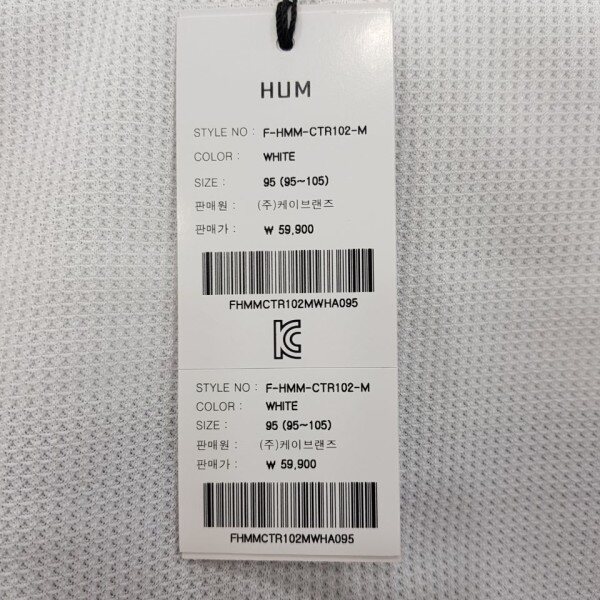 HUM
STYLE NO : F-HMM-CTR102-M
COLOR : WHITE
SIZE : 95 (95~105)
판매원 : (주)케이브랜즈
판매가 : ₩ 59,900
FHMMCTR102MWHA095
KC
STYLE NO : F-HMM-CTR102-M
COLOR : WHITE
SIZE : 95 (95~105)
판매원 : (주)케이브랜즈
판매가 : ₩ 59,900
FHMMCTR102MWHA095